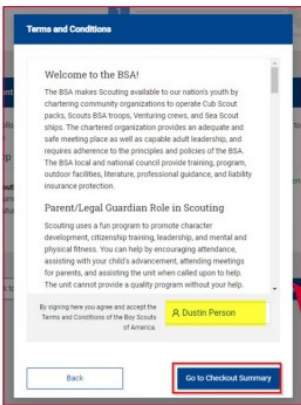 Terms and Conditions
Welcome to the BSA!
The BSA makes Scouting available to our nation's youth by
chartering community organizations to operate Cub Scout
packs, Scouts BSA troops, Venturing crews, and Sea Scout
ships. The chartered organization provides an adequate and
safe meeting place as well as capable adult leadership, and
requires adherence to the principles and policies of the BSA.
The BSA local and national council provide training, program,
outdoor facilities, literature, professional guidance, and liability
insurance protection.
Parent/Legal Guardian Role in Scouting
Scouting uses a fun program to promote character
development, citizenship training, leadership, and mental and
physical fitness. You can help by encouraging attendance,
assisting with your child's advancement, attending meetings
for parents, and assisting the unit when called upon to help.
The unit cannot provide a quality program without your help.
By signing here you agree and accept the
Terms and Conditions of the Boy Scouts
of America.
Dustin Person
Back
Go to Checkout Summary